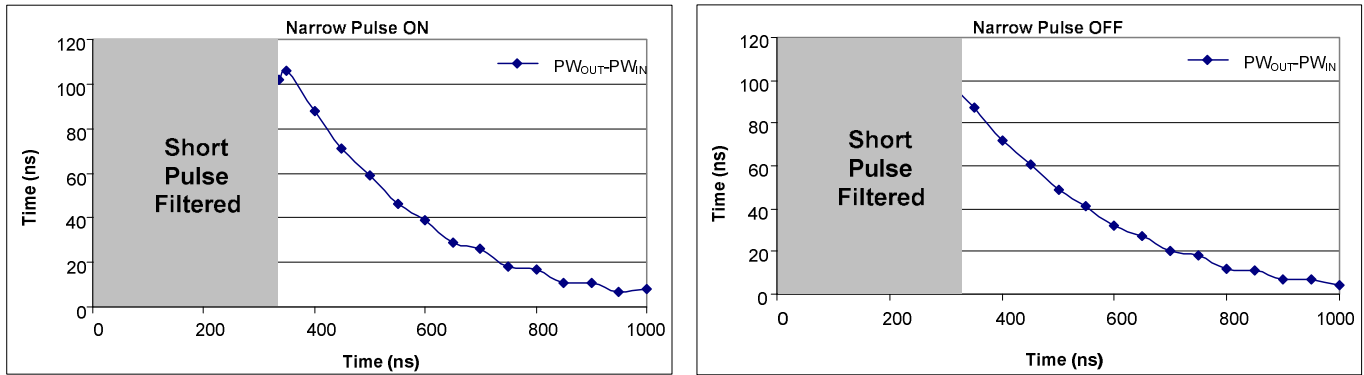 Narrow Pulse ON
120
100
80
60
40
20
0
Time (ns)
Short
Pulse
Filtered
PWOUT-PWIN
0
200
400
600
800
1000
Time (ns)
Narrow Pulse OFF
120
100
80
60
40
20
0
Time (ns)
Short
Pulse
Filtered
PWOUT-PWIN
0
200
400
600
800
1000
Time (ns)